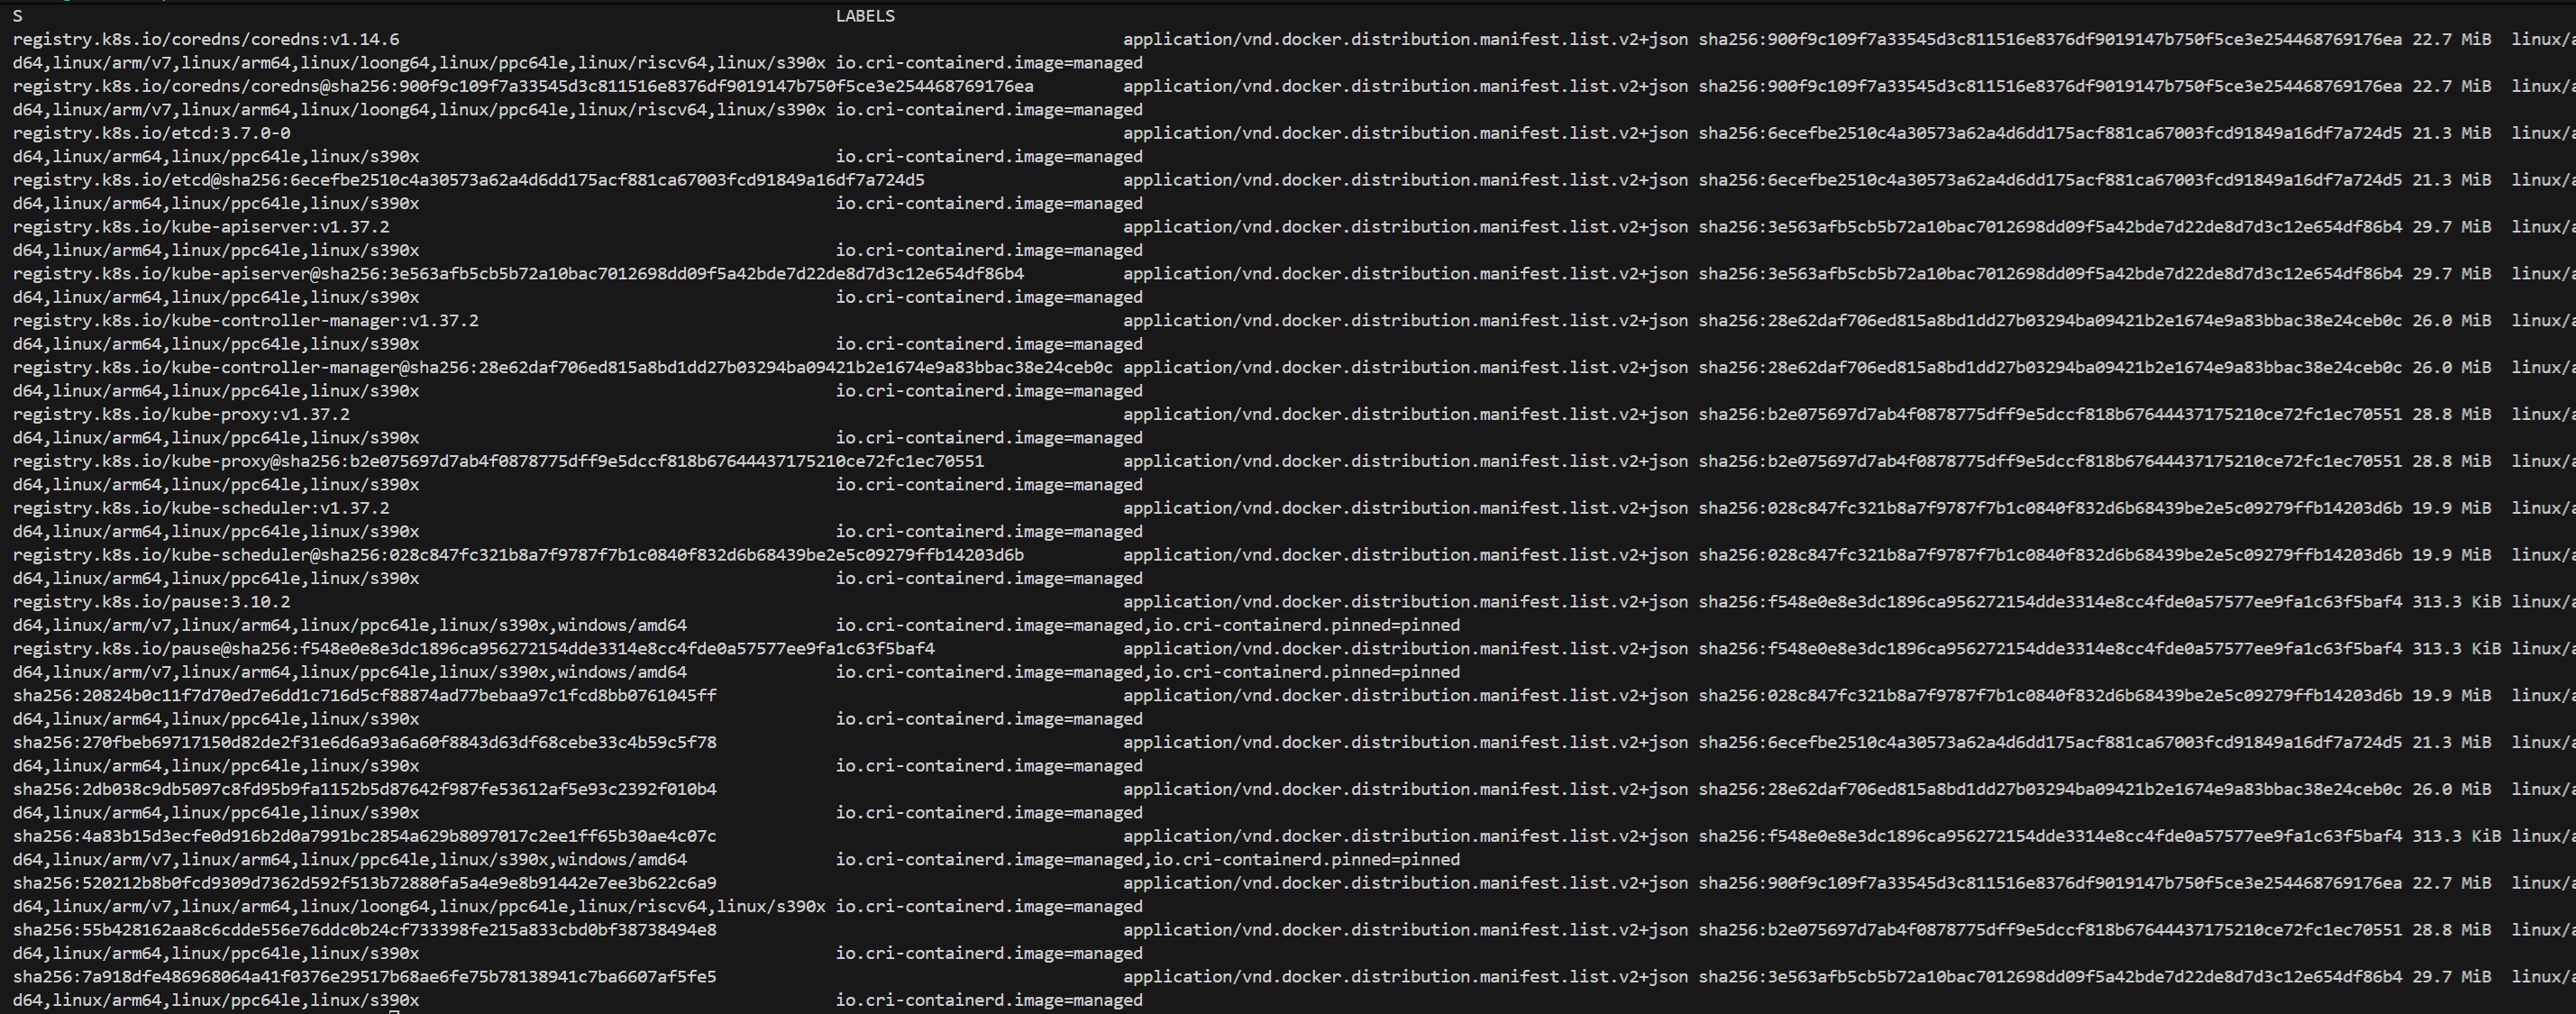 S LABELS
registry.k8s.io/coredns/coredns:v1.14.6 application/vnd.docker.distribution.manifest.list.v2+json sha256:900f9c109f7a33545d3c811516e8376df9019147b750f5ce3e254468769176ea 22.7 MiB linux/a
d64,linux/arm/v7,linux/arm64,linux/loong64,linux/ppc64le,linux/riscv64,linux/s390x io.cri-containerd.image=managed
registry.k8s.io/coredns/coredns@sha256:900f9c109f7a33545d3c811516e8376df9019147b750f5ce3e254468769176ea application/vnd.docker.distribution.manifest.list.v2+json sha256:900f9c109f7a33545d3c811516e8376df9019147b750f5ce3e254468769176ea 22.7 MiB linux/a
d64,linux/arm/v7,linux/arm64,linux/loong64,linux/ppc64le,linux/riscv64,linux/s390x io.cri-containerd.image=managed
registry.k8s.io/etcd:3.7.0-0 application/vnd.docker.distribution.manifest.list.v2+json sha256:6ecefbe2510c4a30573a62a4d6dd175acf881ca67003fcd91849a16df7a724d5 21.3 MiB linux/a
d64,linux/arm64,linux/ppc64le,linux/s390x io.cri-containerd.image=managed
registry.k8s.io/etcd@sha256:6ecefbe2510c4a30573a62a4d6dd175acf881ca67003fcd91849a16df7a724d5 application/vnd.docker.distribution.manifest.list.v2+json sha256:6ecefbe2510c4a30573a62a4d6dd175acf881ca67003fcd91849a16df7a724d5 21.3 MiB linux/a
d64,linux/arm64,linux/ppc64le,linux/s390x io.cri-containerd.image=managed
registry.k8s.io/kube-apiserver:v1.37.2 application/vnd.docker.distribution.manifest.list.v2+json sha256:3e563afb5cb5b72a10bac7012698dd09f5a42bde7d22de8d7d3c12e654df86b4 29.7 MiB linux/a
d64,linux/arm64,linux/ppc64le,linux/s390x io.cri-containerd.image=managed
registry.k8s.io/kube-apiserver@sha256:3e563afb5cb5b72a10bac7012698dd09f5a42bde7d22de8d7d3c12e654df86b4 application/vnd.docker.distribution.manifest.list.v2+json sha256:3e563afb5cb5b72a10bac7012698dd09f5a42bde7d22de8d7d3c12e654df86b4 29.7 MiB linux/a
d64,linux/arm64,linux/ppc64le,linux/s390x io.cri-containerd.image=managed
registry.k8s.io/kube-controller-manager:v1.37.2 application/vnd.docker.distribution.manifest.list.v2+json sha256:28e62daf706ed815a8bd1dd27b03294ba09421b2e1674e9a83bbac38e24ceb0c 26.0 MiB linux/a
d64,linux/arm64,linux/ppc64le,linux/s390x io.cri-containerd.image=managed
registry.k8s.io/kube-controller-manager@sha256:28e62daf706ed815a8bd1dd27b03294ba09421b2e1674e9a83bbac38e24ceb0c application/vnd.docker.distribution.manifest.list.v2+json sha256:28e62daf706ed815a8bd1dd27b03294ba09421b2e1674e9a83bbac38e24ceb0c 26.0 MiB linux/a
d64,linux/arm64,linux/ppc64le,linux/s390x io.cri-containerd.image=managed
registry.k8s.io/kube-proxy:v1.37.2 application/vnd.docker.distribution.manifest.list.v2+json sha256:b2e075697d7ab4f0878775dff9e5dccf818b67644437175210ce72fc1ec70551 28.8 MiB linux/a
d64,linux/arm64,linux/ppc64le,linux/s390x io.cri-containerd.image=managed
registry.k8s.io/kube-proxy@sha256:b2e075697d7ab4f0878775dff9e5dccf818b67644437175210ce72fc1ec70551 application/vnd.docker.distribution.manifest.list.v2+json sha256:b2e075697d7ab4f0878775dff9e5dccf818b67644437175210ce72fc1ec70551 28.8 MiB linux/a
d64,linux/arm64,linux/ppc64le,linux/s390x io.cri-containerd.image=managed
registry.k8s.io/kube-scheduler:v1.37.2 application/vnd.docker.distribution.manifest.list.v2+json sha256:028c847fc321b8a7f9787f7b1c0840f832d6b68439be2e5c09279ffb14203d6b 19.9 MiB linux/a
d64,linux/arm64,linux/ppc64le,linux/s390x io.cri-containerd.image=managed
registry.k8s.io/kube-scheduler@sha256:028c847fc321b8a7f9787f7b1c0840f832d6b68439be2e5c09279ffb14203d6b application/vnd.docker.distribution.manifest.list.v2+json sha256:028c847fc321b8a7f9787f7b1c0840f832d6b68439be2e5c09279ffb14203d6b 19.9 MiB linux/a
d64,linux/arm64,linux/ppc64le,linux/s390x io.cri-containerd.image=managed
registry.k8s.io/pause:3.10.2 application/vnd.docker.distribution.manifest.list.v2+json sha256:f548e0e8e3dc1896ca956272154dde3314e8cc4fde0a57577ee9fa1c63f5baf4 313.3 KiB linux/a
d64,linux/arm/v7,linux/arm64,linux/ppc64le,linux/s390x,windows/amd64 io.cri-containerd.image=managed,io.cri-containerd.pinned=pinned
registry.k8s.io/pause@sha256:f548e0e8e3dc1896ca956272154dde3314e8cc4fde0a57577ee9fa1c63f5baf4 application/vnd.docker.distribution.manifest.list.v2+json sha256:f548e0e8e3dc1896ca956272154dde3314e8cc4fde0a57577ee9fa1c63f5baf4 313.3 KiB linux/a
d64,linux/arm/v7,linux/arm64,linux/ppc64le,linux/s390x,windows/amd64 io.cri-containerd.image=managed,io.cri-containerd.pinned=pinned
sha256:20824b0c11f7d70ed7e6dd1c716d5cf88874ad77bebaa97c1fcd8bb0761045ff application/vnd.docker.distribution.manifest.list.v2+json sha256:028c847fc321b8a7f9787f7b1c0840f832d6b68439be2e5c09279ffb14203d6b 19.9 MiB linux/a
d64,linux/arm64,linux/ppc64le,linux/s390x io.cri-containerd.image=managed
sha256:270fbeb69717150d82de2f31e6d6a93a6a60f8843d63df68cebe33c4b59c5f78 application/vnd.docker.distribution.manifest.list.v2+json sha256:6ecefbe2510c4a30573a62a4d6dd175acf881ca67003fcd91849a16df7a724d5 21.3 MiB linux/a
d64,linux/arm64,linux/ppc64le,linux/s390x io.cri-containerd.image=managed
sha256:2db038c9db5097c8fd95b9fa1152b5d87642f987fe53612af5e93c2392f010b4 application/vnd.docker.distribution.manifest.list.v2+json sha256:28e62daf706ed815a8bd1dd27b03294ba09421b2e1674e9a83bbac38e24ceb0c 26.0 MiB linux/a
d64,linux/arm64,linux/ppc64le,linux/s390x io.cri-containerd.image=managed
sha256:4a83b15d3ecfe0d916b2d0a7991bc2854a629b8097017c2ee1ff65b30ae4c07c application/vnd.docker.distribution.manifest.list.v2+json sha256:f548e0e8e3dc1896ca956272154dde3314e8cc4fde0a57577ee9fa1c63f5baf4 313.3 KiB linux/a
d64,linux/arm/v7,linux/arm64,linux/ppc64le,linux/s390x,windows/amd64 io.cri-containerd.image=managed,io.cri-containerd.pinned=pinned
sha256:520212b8b0fcd9309d7362d592f513b72880fa5a4e9e8b91442e7ee3b622c6a9 application/vnd.docker.distribution.manifest.list.v2+json sha256:900f9c109f7a33545d3c811516e8376df9019147b750f5ce3e254468769176ea 22.7 MiB linux/a
d64,linux/arm/v7,linux/arm64,linux/loong64,linux/ppc64le,linux/riscv64,linux/s390x io.cri-containerd.image=managed
sha256:55b428162aa8c6cdde556e76ddc0b24cf733398fe215a833cbd0bf38738494e8 application/vnd.docker.distribution.manifest.list.v2+json sha256:b2e075697d7ab4f0878775dff9e5dccf818b67644437175210ce72fc1ec70551 28.8 MiB linux/a
d64,linux/arm64,linux/ppc64le,linux/s390x io.cri-containerd.image=managed
sha256:7a918dfe486968064a41f0376e29517b68ae6fe75b78138941c7ba6607af5fe5 application/vnd.docker.distribution.manifest.list.v2+json sha256:3e563afb5cb5b72a10bac7012698dd09f5a42bde7d22de8d7d3c12e654df86b4 29.7 MiB linux/a
d64,linux/arm64,linux/ppc64le,linux/s390x io.cri-containerd.image=managed